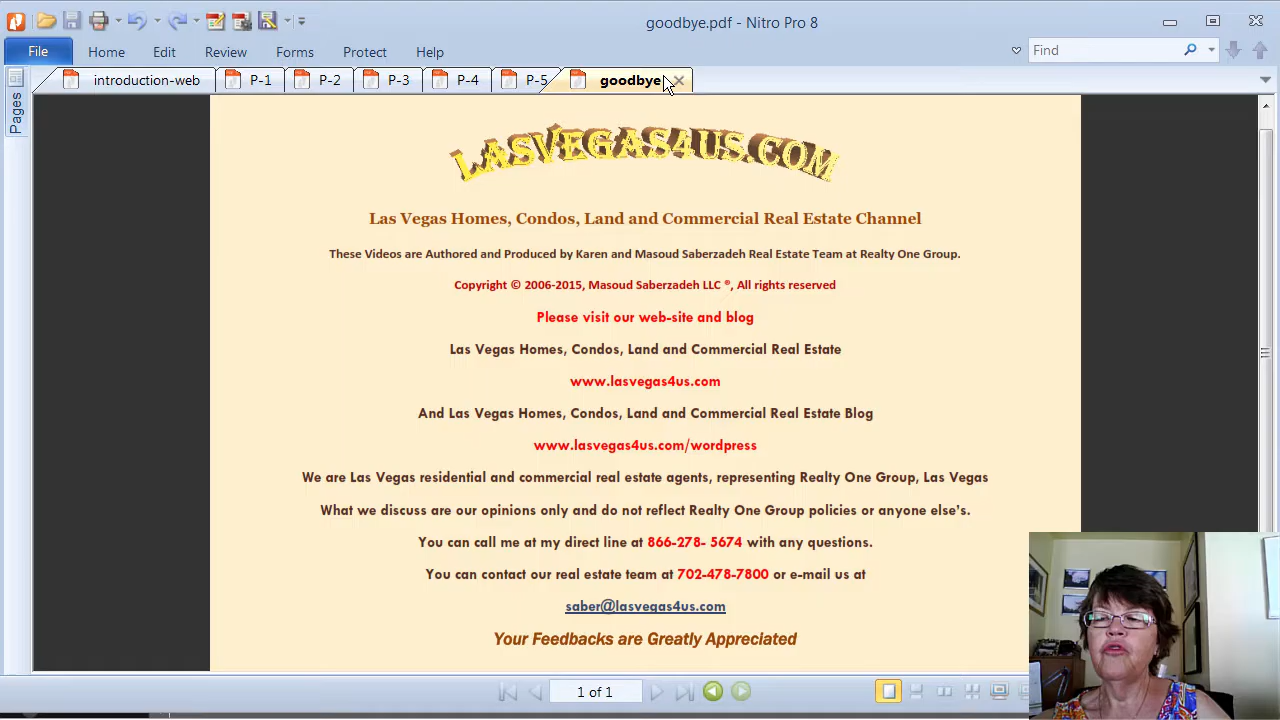 goodbye.pdf - Nitro Pro 8
File Home Edit Review Forms Protect Help Find
introduction-web P-1 P-2 P-3 P-4 P-5 goodbye
Pages
LASVEGAS4US.COM
Las Vegas Homes, Condos, Land and Commercial Real Estate Channel
These Videos are Authored and Produced by Karen and Masoud Saberzadeh Real Estate Team at Realty One Group.
Copyright © 2006-2015, Masoud Saberzadeh LLC ®, All rights reserved
Please visit our web-site and blog
Las Vegas Homes, Condos, Land and Commercial Real Estate
www.lasvegas4us.com
And Las Vegas Homes, Condos, Land and Commercial Real Estate Blog
www.lasvegas4us.com/wordpress
We are Las Vegas residential and commercial real estate agents, representing Realty One Group, Las Vegas
What we discuss are our opinions only and do not reflect Realty One Group policies or anyone else's.
You can call me at my direct line at 866-278- 5674 with any questions.
You can contact our real estate team at 702-478-7800 or e-mail us at
saber@lasvegas4us.com
Your Feedbacks are Greatly Appreciated
1 of 1